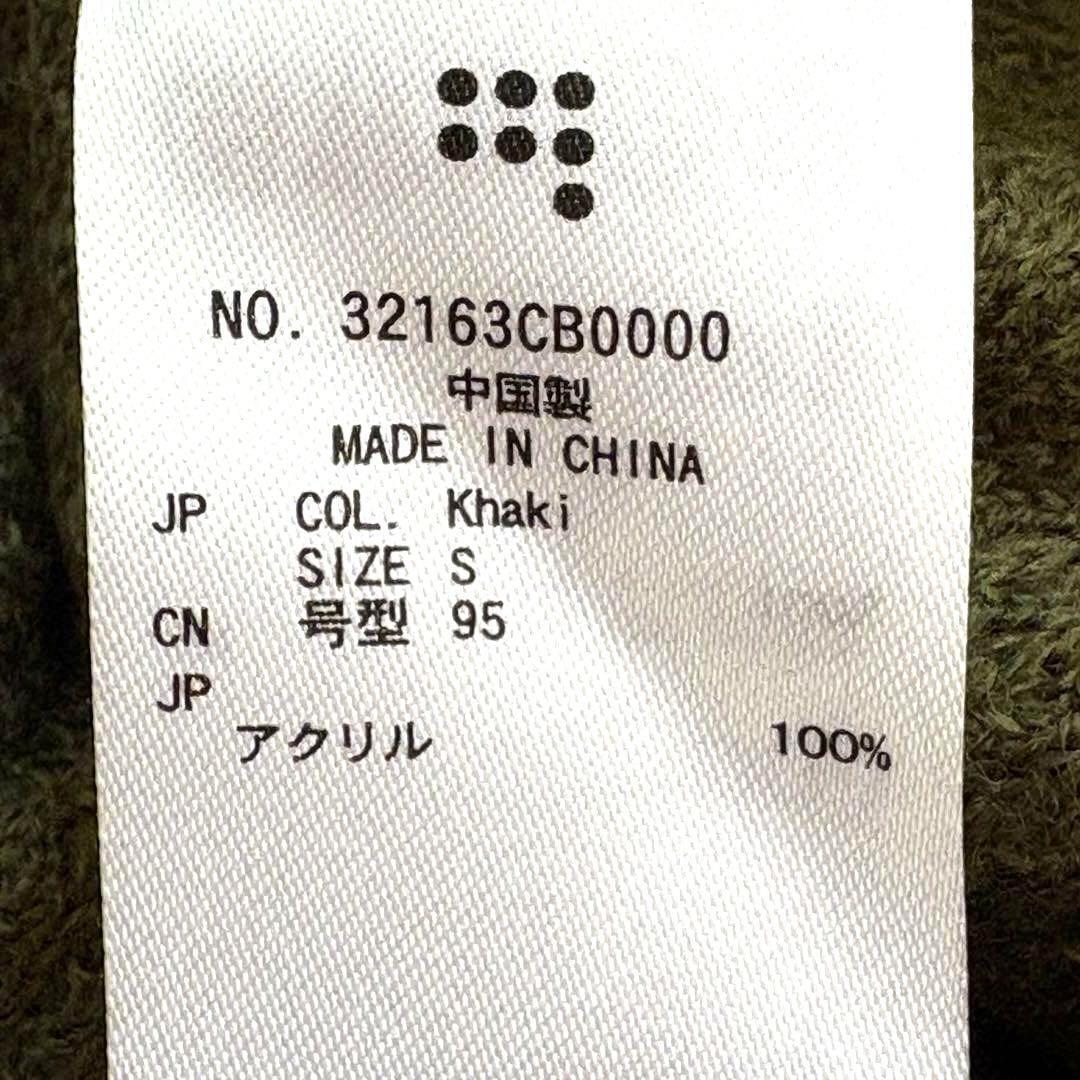 NO. 32163CB0000
中国製
MADE IN CHINA
JP COL. Khaki
SIZE S
CN 号型 95
JP
アクリル 100%